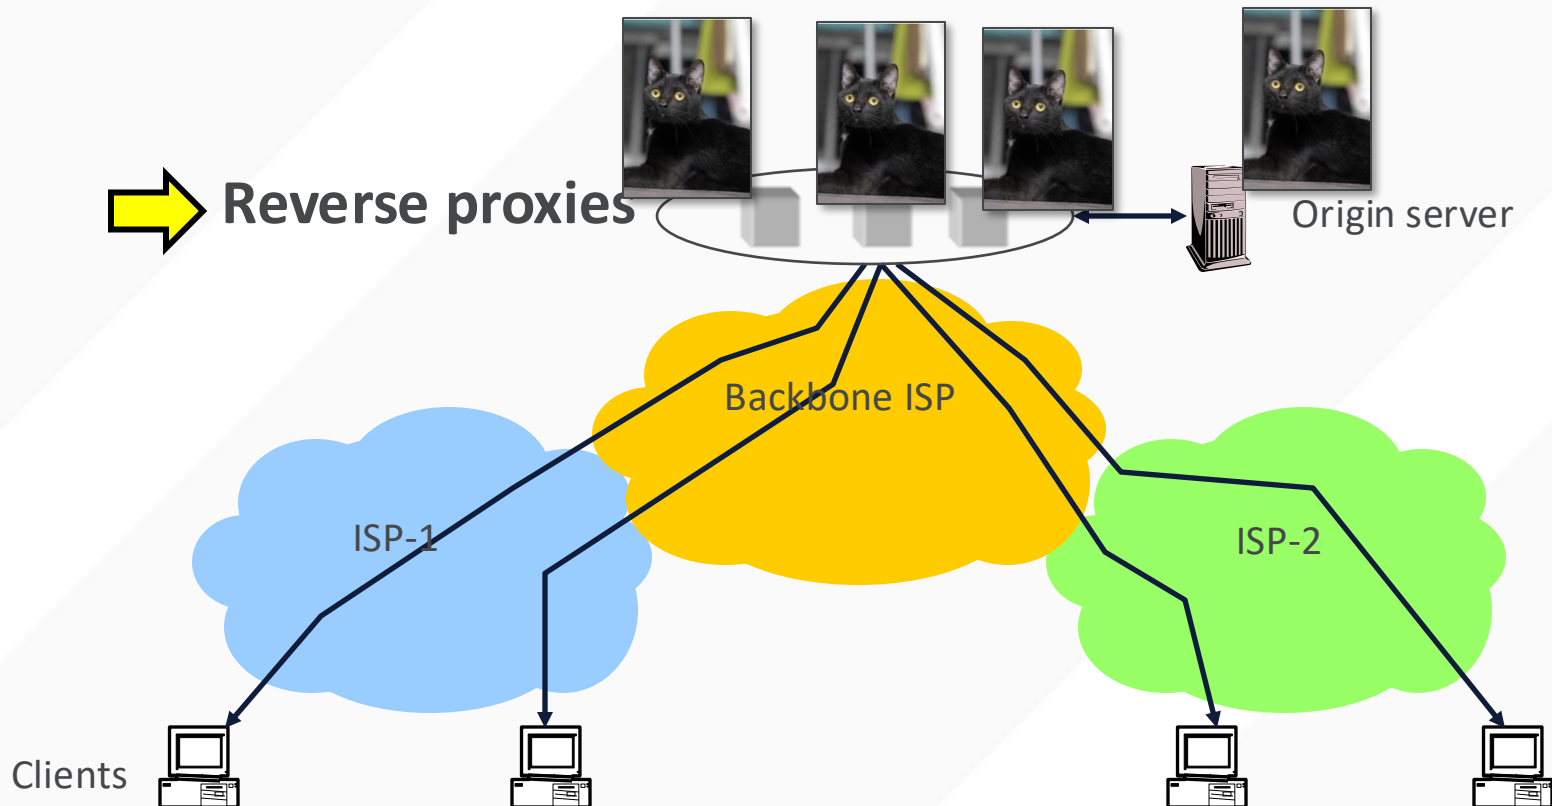 Reverse proxies
Origin server
Backbone ISP
ISP-1
ISP-2
Clients